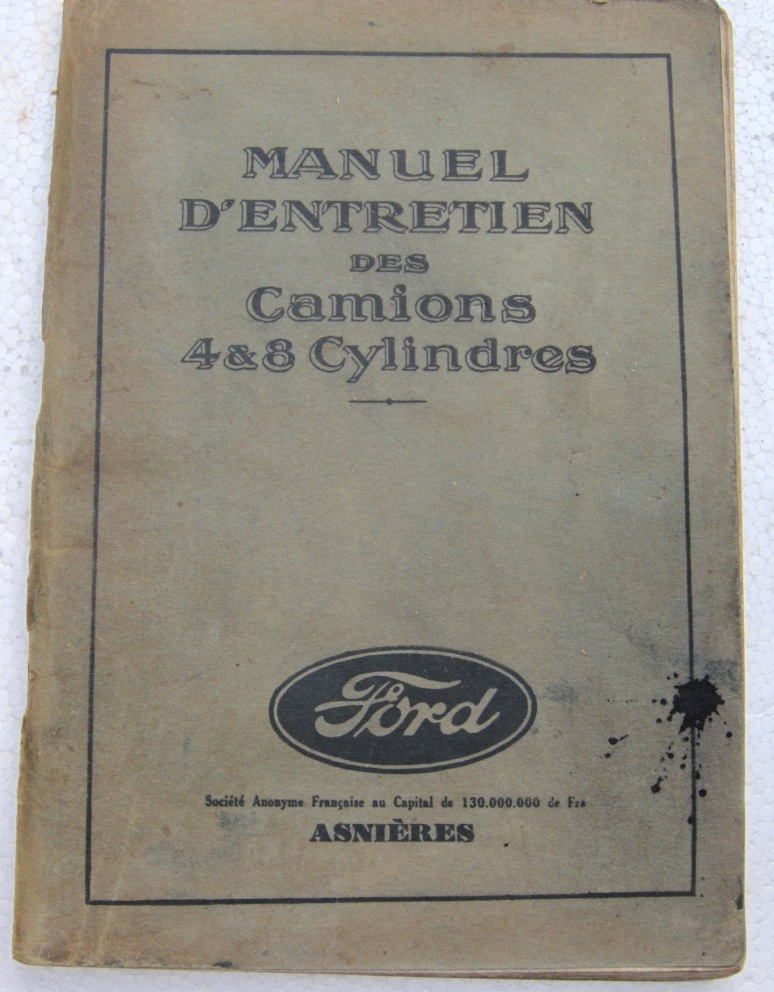 MANUEL
D'ENTRETIEN
DES
Camions
4&8 Cylindres
Ford
Société Anonyme Française au Capital de 130.000.000 de Frs
ASNIÈRES